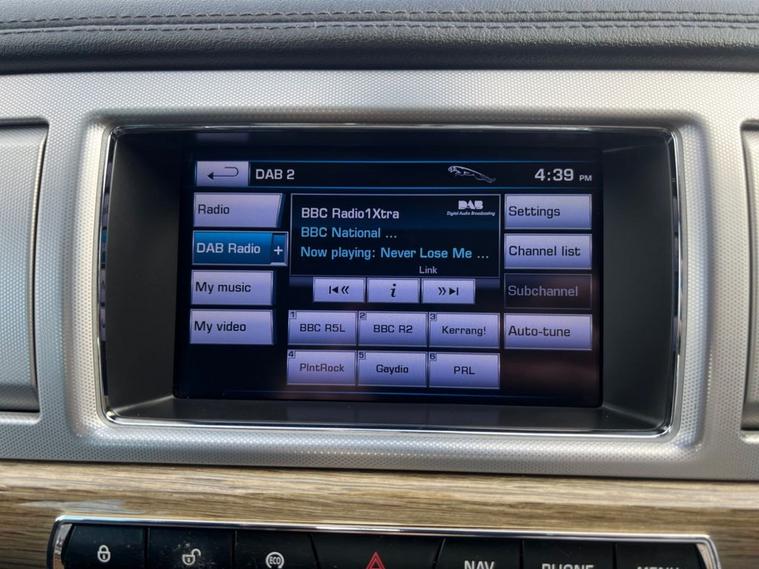 DAB 2
4:39 PM
Radio
DAB Radio +
My music
My video
BBC Radio1Xtra
DAB
Digital Audio Broadcasting
BBC National ...
Now playing: Never Lose Me ...
Link
i
Settings
Channel list
Subchannel
Auto-tune
1 BBC R5L
2 BBC R2
3 Kerrang!
4 PlntRock
5 Gaydio
6 PRL
ECO
NAV
PHONE
MENU